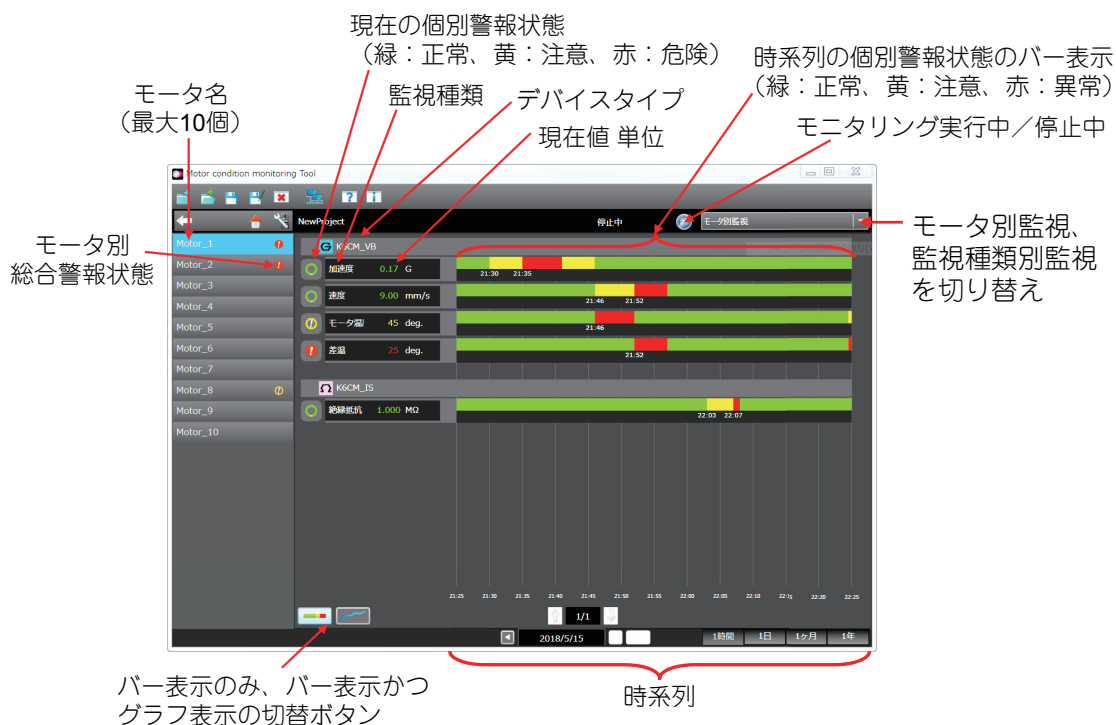 現在の個別警報状態
（緑：正常、黄：注意、赤：危険）
時系列の個別警報状態のバー表示
（緑：正常、黄：注意、赤：異常）
モータ名
（最大10個）
監視種類
デバイスタイプ
現在値 単位
モニタリング実行中／停止中
Motor condition monitoring Tool
NewProject
停止中
モータ別監視
モータ別監視、
監視種類別監視
を切り替え
モータ別
総合警報状態
Motor_1
Motor_2
Motor_3
Motor_4
Motor_5
Motor_6
Motor_7
Motor_8
Motor_9
Motor_10
K6CM_VB
加速度 0.17 G
21:30 21:35
速度 9.00 mm/s
21:46 21:52
モータ温 45 deg.
21:46
差温 25 deg.
21:52
K6CM_IS
絶縁抵抗 1.000 MΩ
22:03 22:07
21:25 21:30 21:35 21:40 21:45 21:50 21:55 22:00 22:05 22:10 22:15 22:20 22:25
1/1
2018/5/15
1時間 1日 1ヶ月 1年
バー表示のみ、バー表示かつ
グラフ表示の切替ボタン
時系列